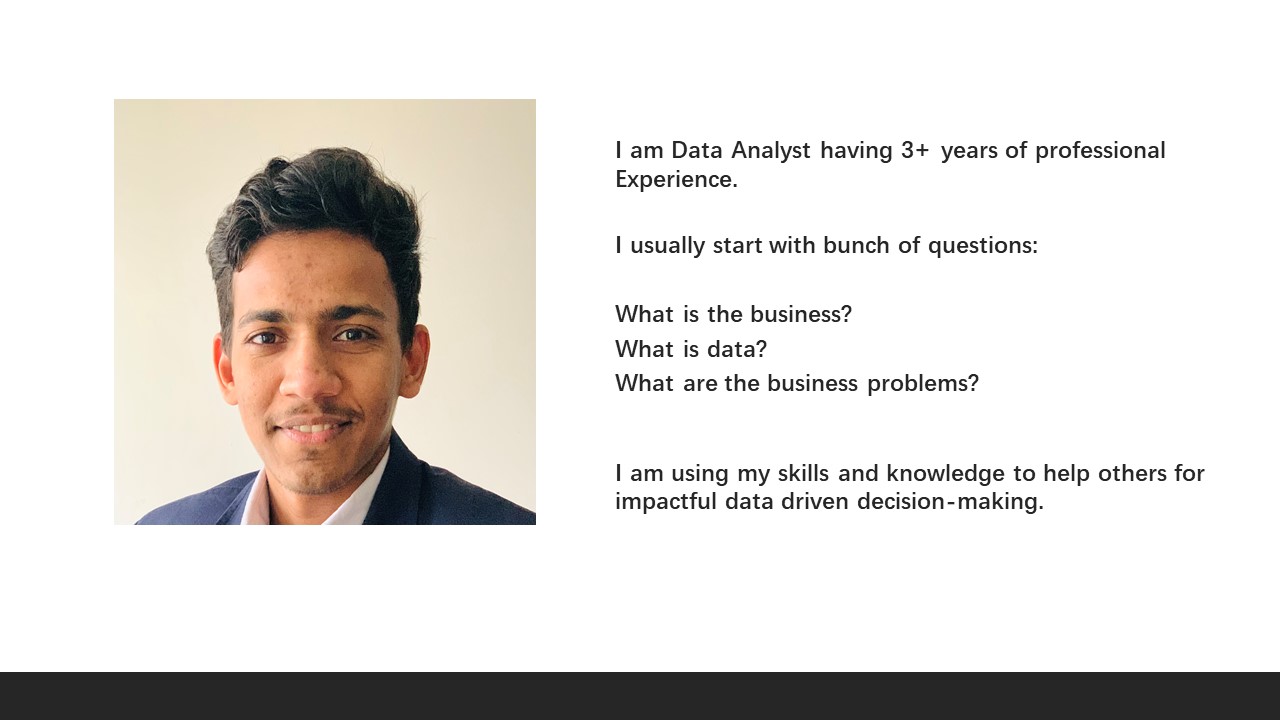 I am Data Analyst having 3+ years of professional
Experience.
I usually start with bunch of questions:
What is the business?
What is data?
What are the business problems?
I am using my skills and knowledge to help others for
impactful data driven decision-making.